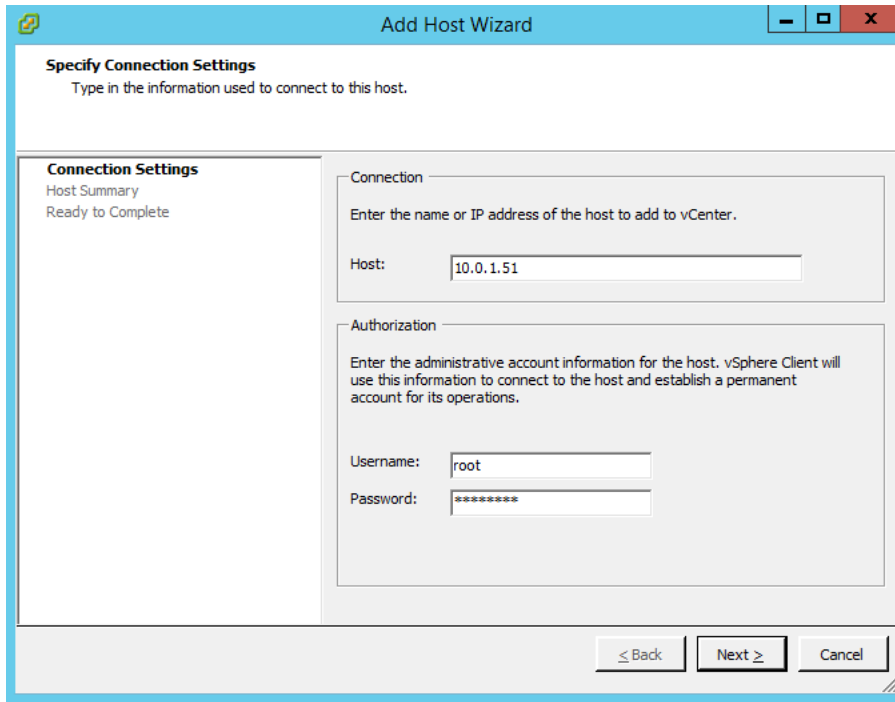 Add Host Wizard
Specify Connection Settings
Type in the information used to connect to this host.
Connection Settings
Host Summary
Ready to Complete
Connection
Enter the name or IP address of the host to add to vCenter.
Host: 10.0.1.51
Authorization
Enter the administrative account information for the host. vSphere Client will
use this information to connect to the host and establish a permanent
account for its operations.
Username: root
Password: ********
< Back Next > Cancel